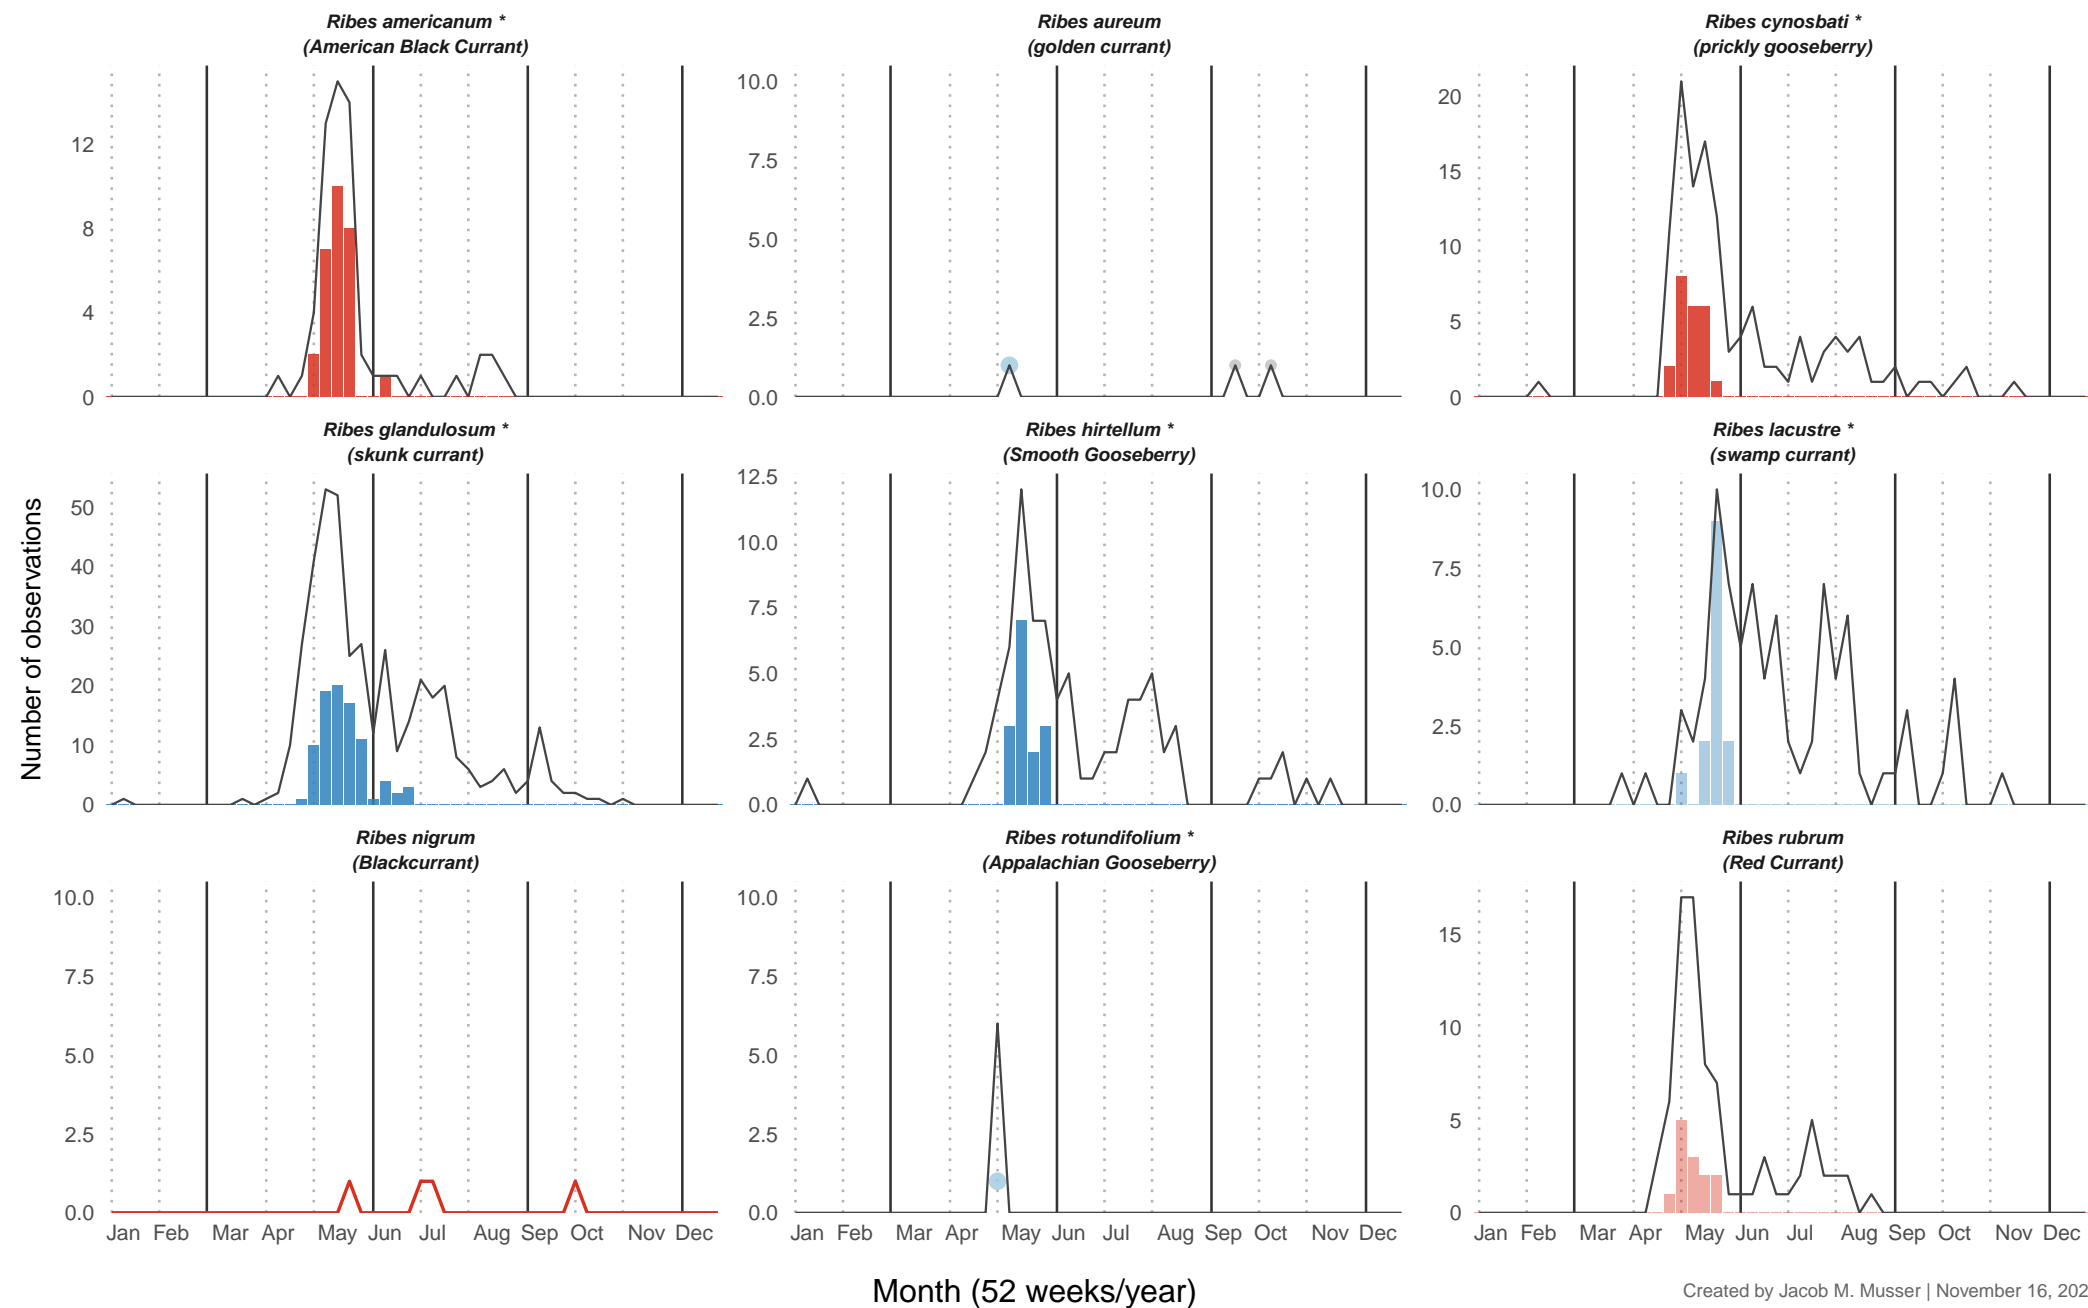 Ribes americanum *
(American Black Currant)
Ribes aureum
(golden currant)
Ribes cynosbati *
(prickly gooseberry)
12
8
4
0
10.0
7.5
5.0
2.5
0.0
20
15
10
5
0
Ribes glandulosum *
(skunk currant)
Ribes hirtellum *
(Smooth Gooseberry)
Ribes lacustre *
(swamp currant)
Number of observations
50
40
30
20
10
0
12.5
10.0
7.5
5.0
2.5
0.0
10.0
7.5
5.0
2.5
0.0
Ribes nigrum
(Blackcurrant)
Ribes rotundifolium *
(Appalachian Gooseberry)
Ribes rubrum
(Red Currant)
10.0
7.5
5.0
2.5
0.0
10.0
7.5
5.0
2.5
0.0
15
10
5
0
Jan Feb Mar Apr May Jun Jul Aug Sep Oct Nov Dec
Jan Feb Mar Apr May Jun Jul Aug Sep Oct Nov Dec
Jan Feb Mar Apr May Jun Jul Aug Sep Oct Nov Dec
Month (52 weeks/year)
Created by Jacob M. Musser | November 16, 202